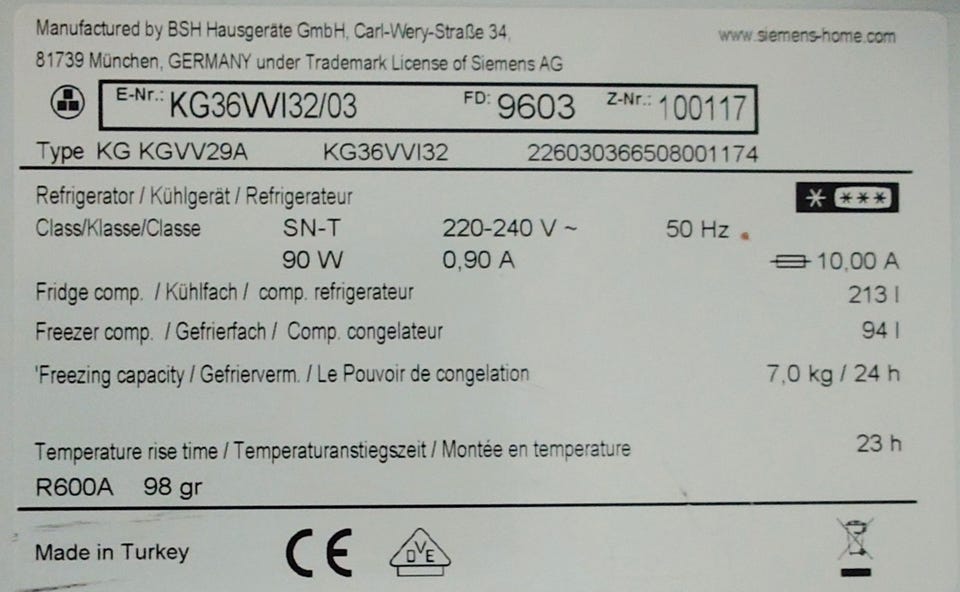 Manufactured by BSH Hausgeräte GmbH, Carl-Wery-Straße 34, www.siemens-home.com
81739 München, GERMANY under Trademark License of Siemens AG
E-Nr.: KG36VVI32/03 FD: 9603 Z-Nr.: 100117
Type KG KGVV29A KG36VVI32 226030366508001174
Refrigerator / Kühlgerät / Refrigerateur
Class/Klasse/Classe SN-T 220-240 V ~ 50 Hz
90 W 0,90 A 10,00 A
Fridge comp. / Kühlfach / comp. refrigerateur 213 l
Freezer comp. / Gefrierfach / Comp. congelateur 94 l
'Freezing capacity / Gefrierverm. / Le Pouvoir de congelation 7,0 kg / 24 h
Temperature rise time / Temperaturanstiegszeit / Montée en temperature 23 h
R600A 98 gr
Made in Turkey CE DVE